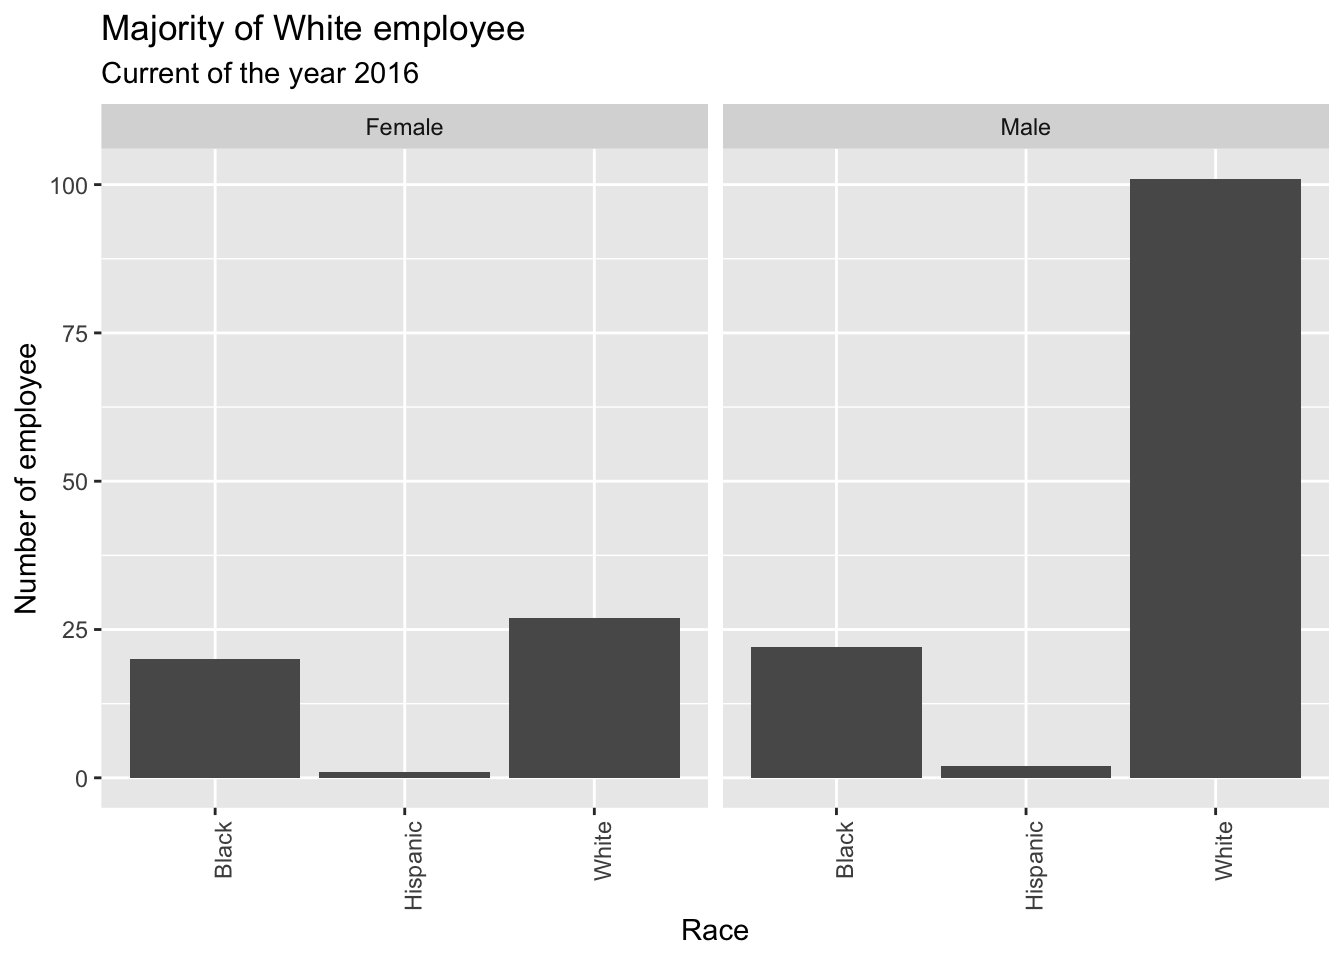 Majority of White employee
Current of the year 2016
Female
Male
Number of employee
100
75
50
25
0
Black
Hispanic
White
Black
Hispanic
White
Race